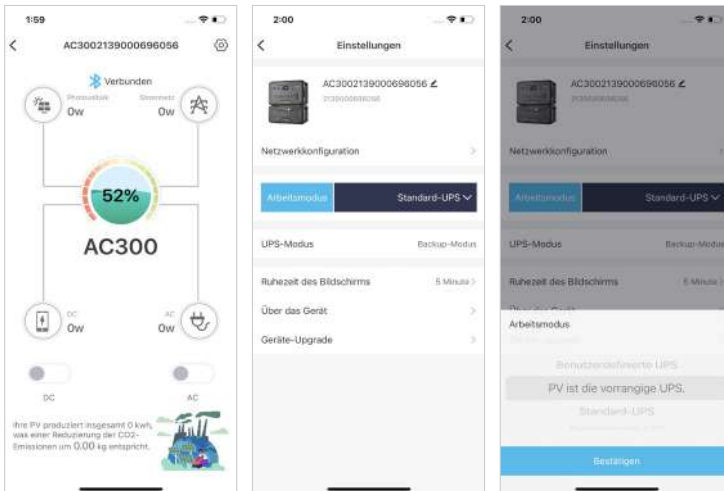 1:59
AC3002139000696056
Verbunden
Photovoltaik
0w
Stromnetz
0w
52%
AC300
DC
0w
AC
0w
DC
AC
Ihre PV produziert insgesamt 0 kwh,
was einer Reduzierung der CO2-
Emissionen um 0.00 kg entspricht.
2:00
Einstellungen
AC3002139000696056
Netzwerkkonfiguration
Arbeitsmodus
Standard-UPS
UPS-Modus
Backup-Modus
Ruhezeit des Bildschirms
5 Minute
Über das Gerät
Geräte-Upgrade
2:00
Einstellungen
AC3002139000696056
Netzwerkkonfiguration
Arbeitsmodus
Standard-UPS
UPS-Modus
Backup-Modus
Ruhezeit des Bildschirms
5 Minute
Über das Gerät
Arbeitsmodus
Benutzerdefinierte UPS
PV ist die vorrangige UPS.
Standard-UPS
Bestätigen